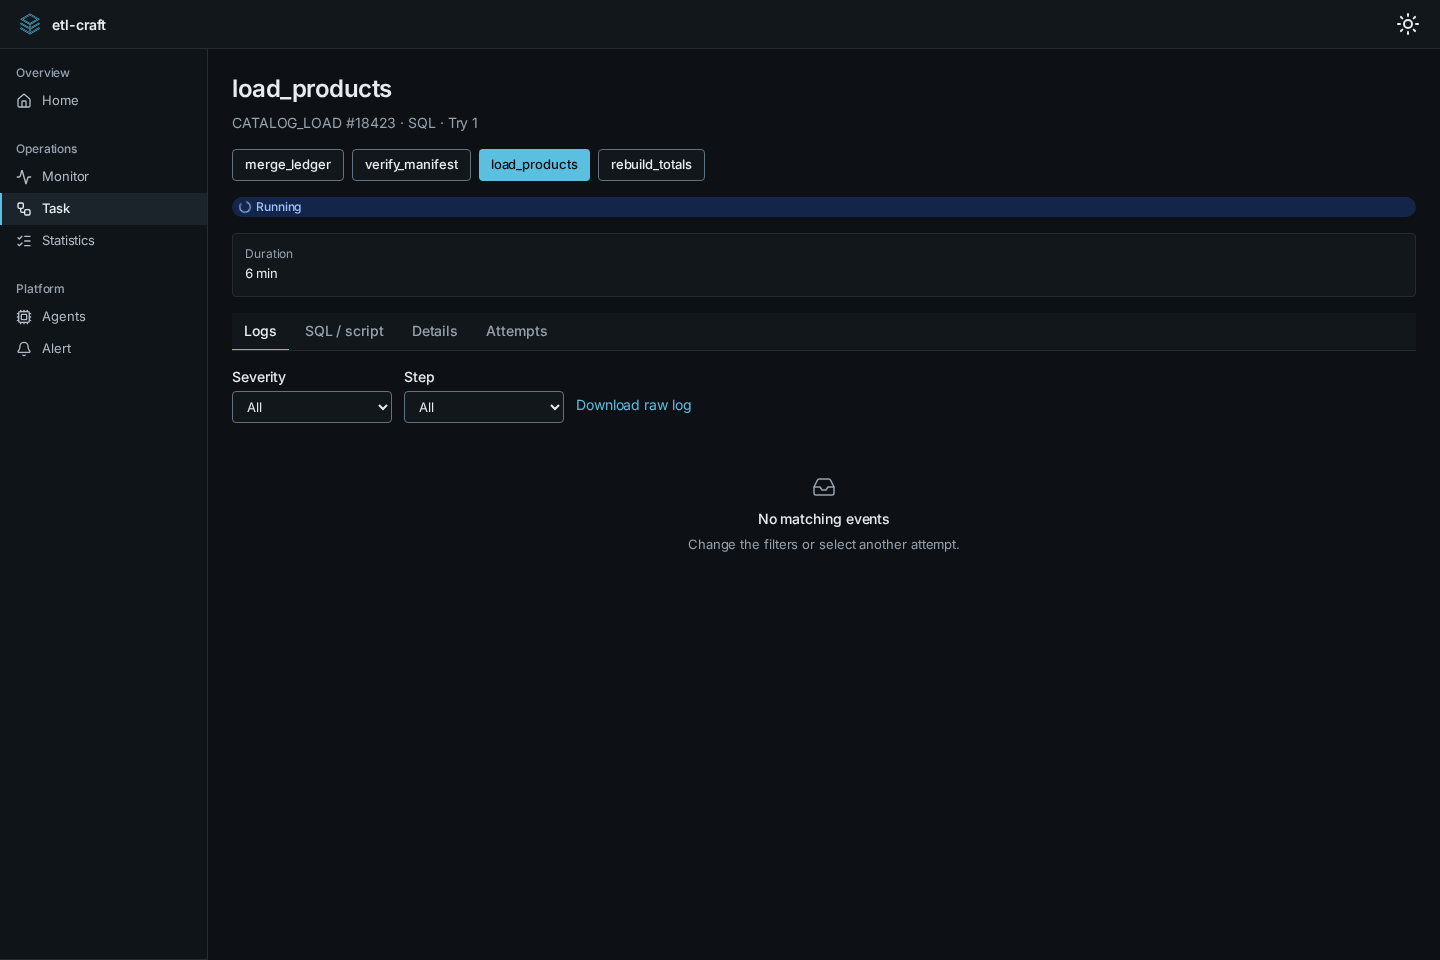 etl-craft
Overview
Home
Operations
Monitor
Task
Statistics
Platform
Agents
Alert
load_products
CATALOG_LOAD #18423 · SQL · Try 1
merge_ledger
verify_manifest
load_products
rebuild_totals
Running
Duration
6 min
Logs
SQL / script
Details
Attempts
Severity
Step
All
All
Download raw log
No matching events
Change the filters or select another attempt.